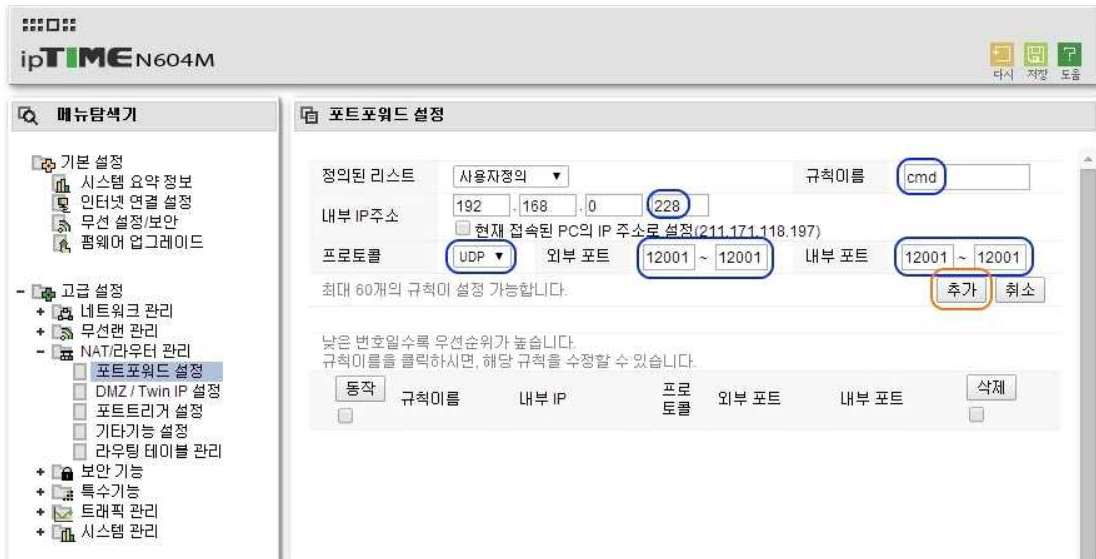 ipTIME N604M
다시 저장 도움
메뉴탐색기
기본 설정
시스템 요약 정보
인터넷 연결 설정
무선 설정/보안
펌웨어 업그레이드
고급 설정
네트워크 관리
무선랜 관리
NAT/라우터 관리
포트포워드 설정
DMZ / Twin IP 설정
포트트리거 설정
기타기능 설정
라우팅 테이블 관리
보안 기능
특수기능
트래픽 관리
시스템 관리
포트포워드 설정
정의된 리스트 사용자정의 규칙이름 cmd
내부 IP주소 192 . 168 . 0 . 228
현재 접속된 PC의 IP 주소로 설정(211.171.118.197)
프로토콜 UDP 외부 포트 12001 ~ 12001 내부 포트 12001 ~ 12001
최대 60개의 규칙이 설정 가능합니다. 추가 취소
낮은 번호일수록 우선순위가 높습니다.
규칙이름을 클릭하시면, 해당 규칙을 수정할 수 있습니다.
동작 규칙이름 내부 IP 프로토콜 외부 포트 내부 포트 삭제